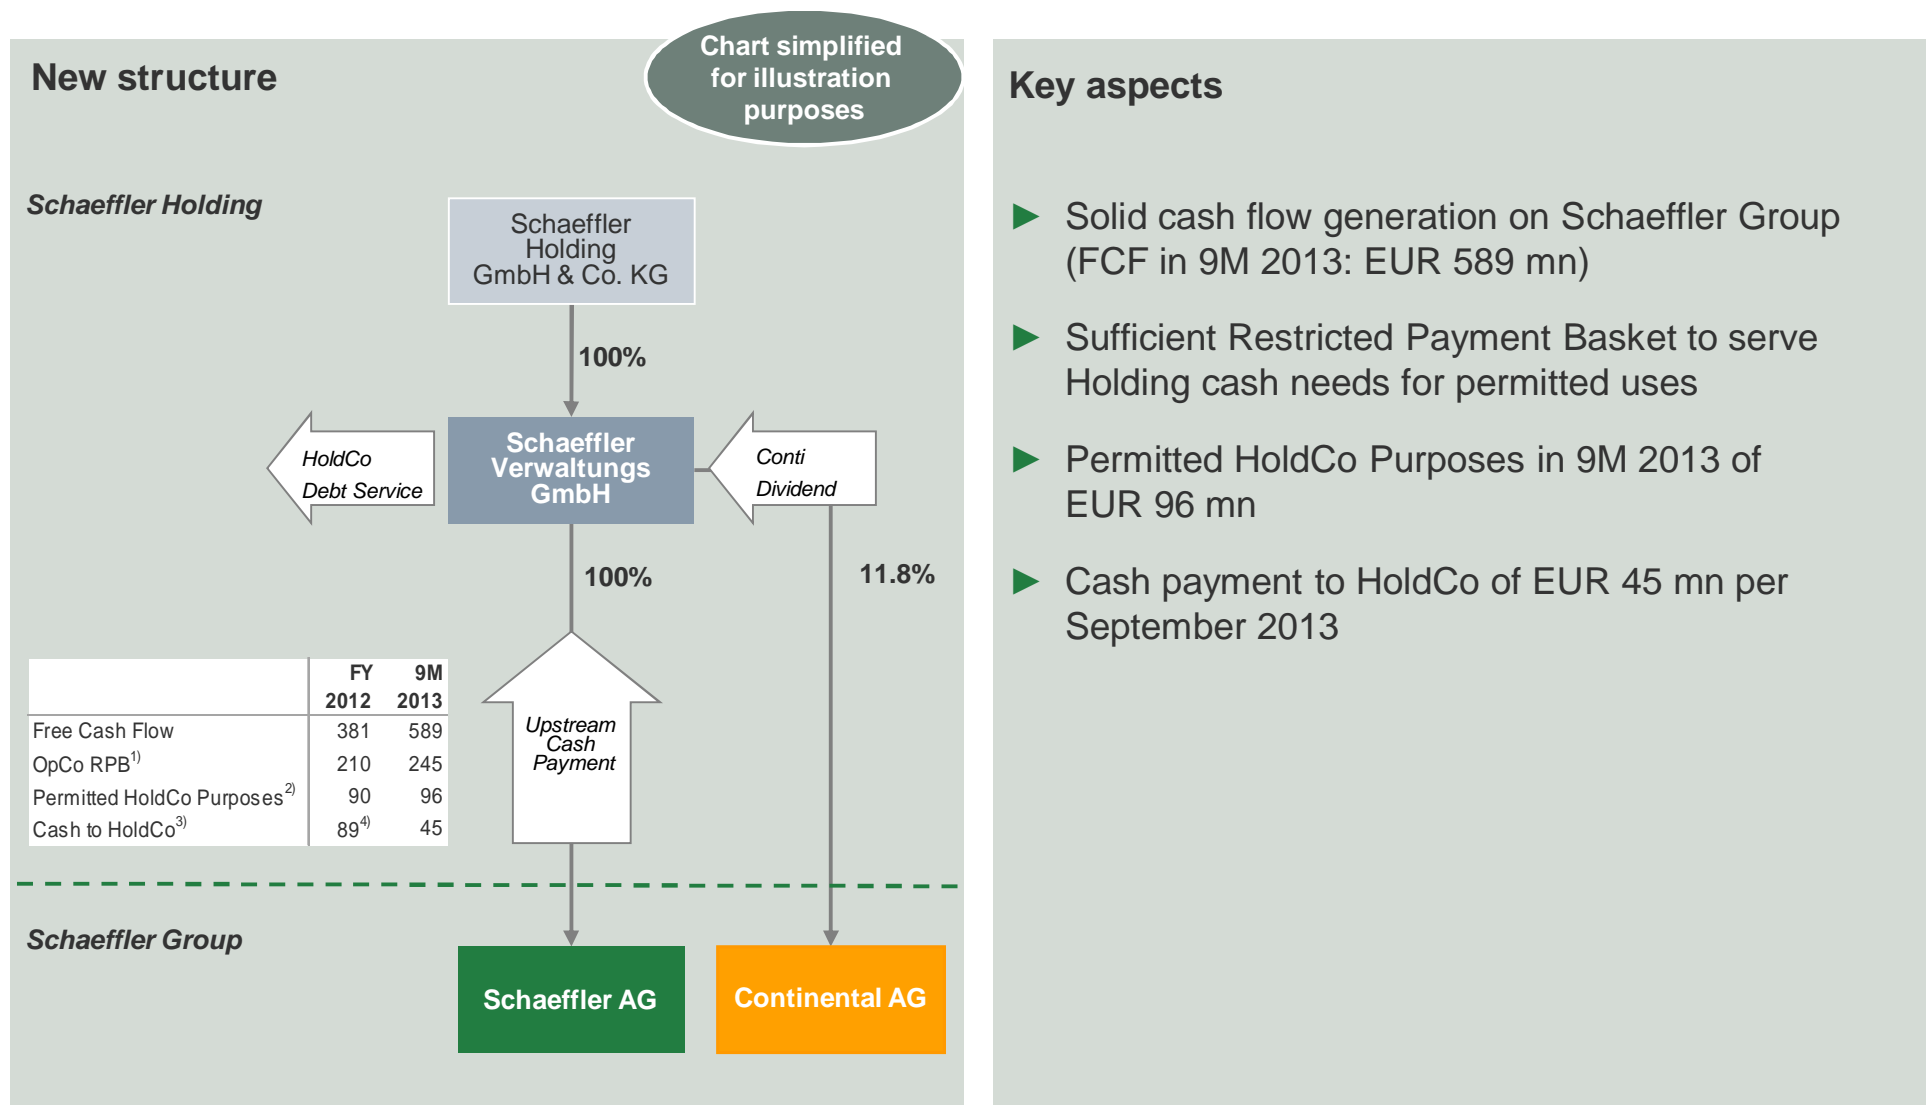 New structure
Chart simplified
for illustration
purposes
Schaeffler Holding
Schaeffler
Holding
GmbH & Co. KG
100%
HoldCo
Debt Service
Schaeffler
Verwaltungs
GmbH
Conti
Dividend
100%
11.8%
FY 9M
2012 2013
Free Cash Flow 381 589
OpCo RPB1) 210 245
Permitted HoldCo Purposes2) 90 96
Cash to HoldCo3) 894) 45
Upstream
Cash
Payment
Schaeffler Group
Schaeffler AG
Continental AG
Key aspects
► Solid cash flow generation on Schaeffler Group
(FCF in 9M 2013: EUR 589 mn)
► Sufficient Restricted Payment Basket to serve
Holding cash needs for permitted uses
► Permitted HoldCo Purposes in 9M 2013 of
EUR 96 mn
► Cash payment to HoldCo of EUR 45 mn per
September 2013